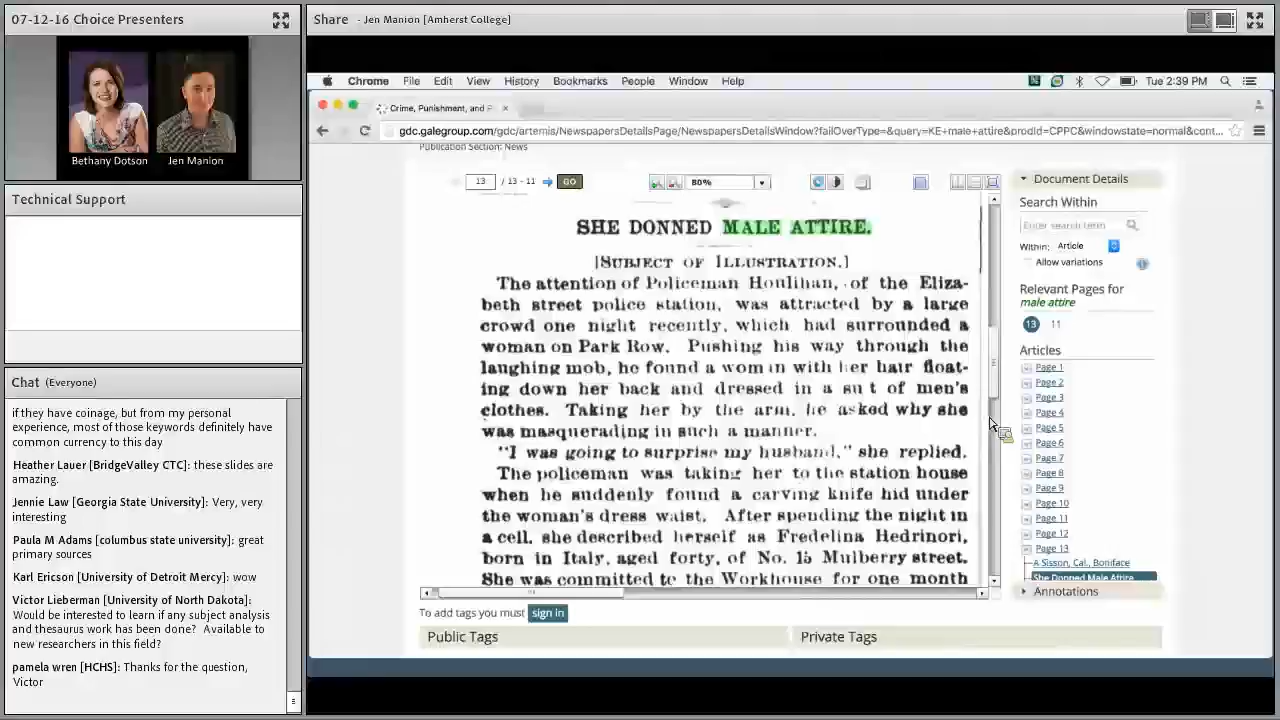 07-12-16 Choice Presenters
Bethany Dotson
Jen Manion
Technical Support
Chat (Everyone)
if they have coinage, but from my personal
experience, most of those keywords definitely have
common currency to this day
Heather Lauer [BridgeValley CTC]: these slides are
amazing.
Jennie Law [Georgia State University]: Very, very
interesting
Paula M Adams [columbus state university]: great
primary sources
Karl Ericson [University of Detroit Mercy]: wow
Victor Lieberman [University of North Dakota]:
Would be interested to learn if any subject analysis
and thesaurus work has been done?  Available to
new researchers in this field?
pamela wren [HCHS]: Thanks for the question,
Victor
Share - Jen Manion [Amherst College]
Chrome File Edit View History Bookmarks People Window Help
Tue 2:39 PM
Crime, Punishment, and P
gdc.galegroup.com/gdc/artemis/NewspapersDetailsPage/NewspapersDetailsWindow?failOverType=&query=KE+male+attire&prodId=CPPC&windowstate=normal&cont...
Publication Section: News
13 / 13 - 11 GO
80%
SHE DONNED MALE ATTIRE.
[SUBJECT OF ILLUSTRATION.]
The attention of Policeman Houlihan, of the Eliza-
beth street police station, was attracted by a large
crowd one night recently, which had surrounded a
woman on Park Row. Pushing his way through the
laughing mob, he found a woman with her hair float-
ing down her back and dressed in a suit of men's
clothes. Taking her by the arm, he asked why she
was masquerading in such a manner.
"I was going to surprise my husband," she replied.
The policeman was taking her to the station house
when he suddenly found a carving knife hid under
the woman's dress waist. After spending the night in
a cell, she described herself as Fredelina Hedrinori,
born in Italy, aged forty, of No. 15 Mulberry street.
She was committed to the Workhouse for one month
To add tags you must sign in
Public Tags
Private Tags
Document Details
Search Within
Enter search term
Within: Article
Allow variations
Relevant Pages for
male attire
13 11
Articles
Page 1
Page 2
Page 3
Page 4
Page 5
Page 6
Page 7
Page 8
Page 9
Page 10
Page 11
Page 12
Page 13
A Sisson, Cal., Boniface
She Donned Male Attire
Annotations